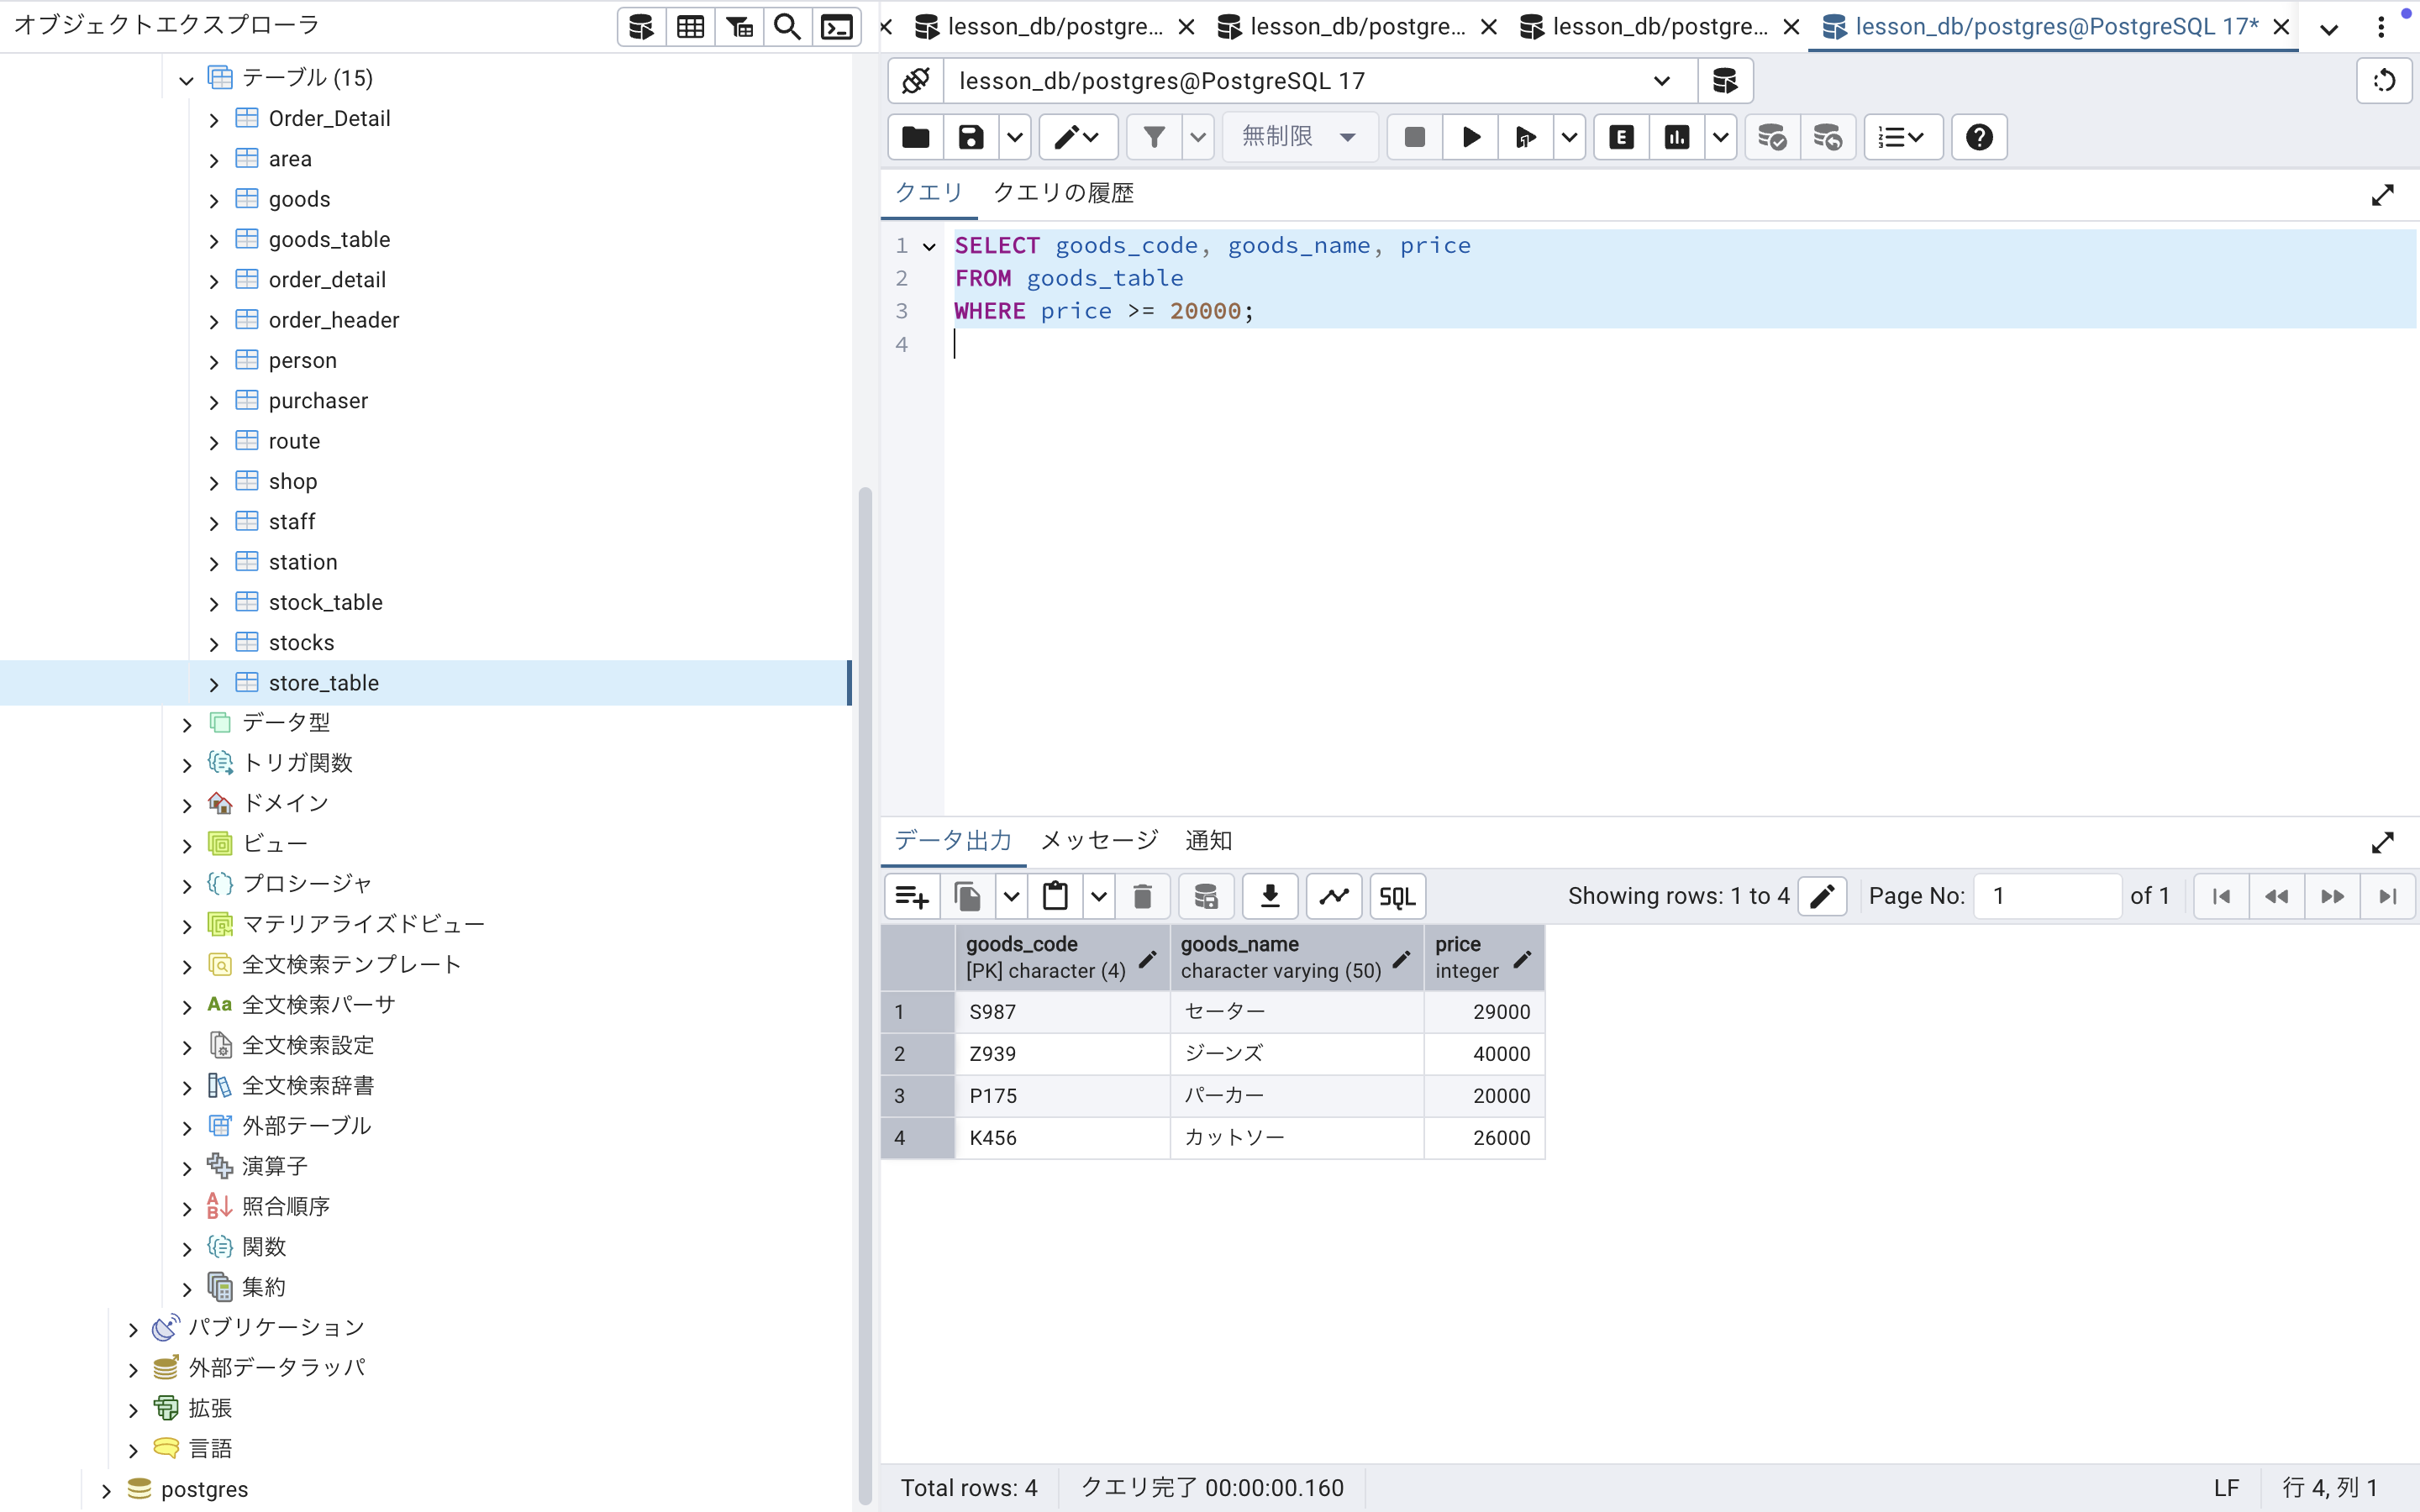 オブジェクトエクスプローラ
テーブル (15)
Order_Detail
area
goods
goods_table
order_detail
order_header
person
purchaser
route
shop
staff
station
stock_table
stocks
store_table
データ型
トリガ関数
ドメイン
ビュー
プロシージャ
マテリアライズドビュー
全文検索テンプレート
Aa 全文検索パーサ
全文検索設定
全文検索辞書
外部テーブル
演算子
照合順序
関数
集約
パブリケーション
外部データラッパ
拡張
言語
postgres
lesson_db/postgre... lesson_db/postgre... lesson_db/postgre... lesson_db/postgres@PostgreSQL 17*
lesson_db/postgres@PostgreSQL 17
無制限 E
クエリ クエリの履歴
1 SELECT goods_code, goods_name, price
2 FROM goods_table
3 WHERE price >= 20000;
4
データ出力 メッセージ 通知
SQL Showing rows: 1 to 4 Page No: 1 of 1
goods_code goods_name price
[PK] character (4) character varying (50) integer
1 S987 セーター 29000
2 Z939 ジーンズ 40000
3 P175 パーカー 20000
4 K456 カットソー 26000
Total rows: 4 クエリ完了 00:00:00.160 LF 行 4, 列 1